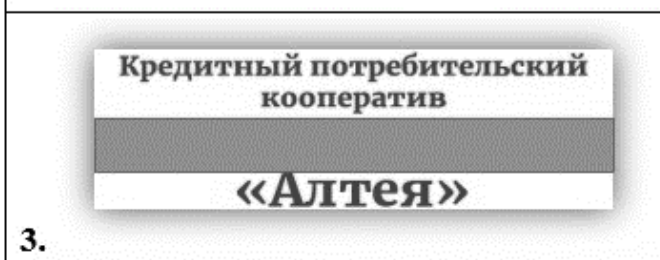 Кредитный потребительский
кооператив
«Алтея»
3.